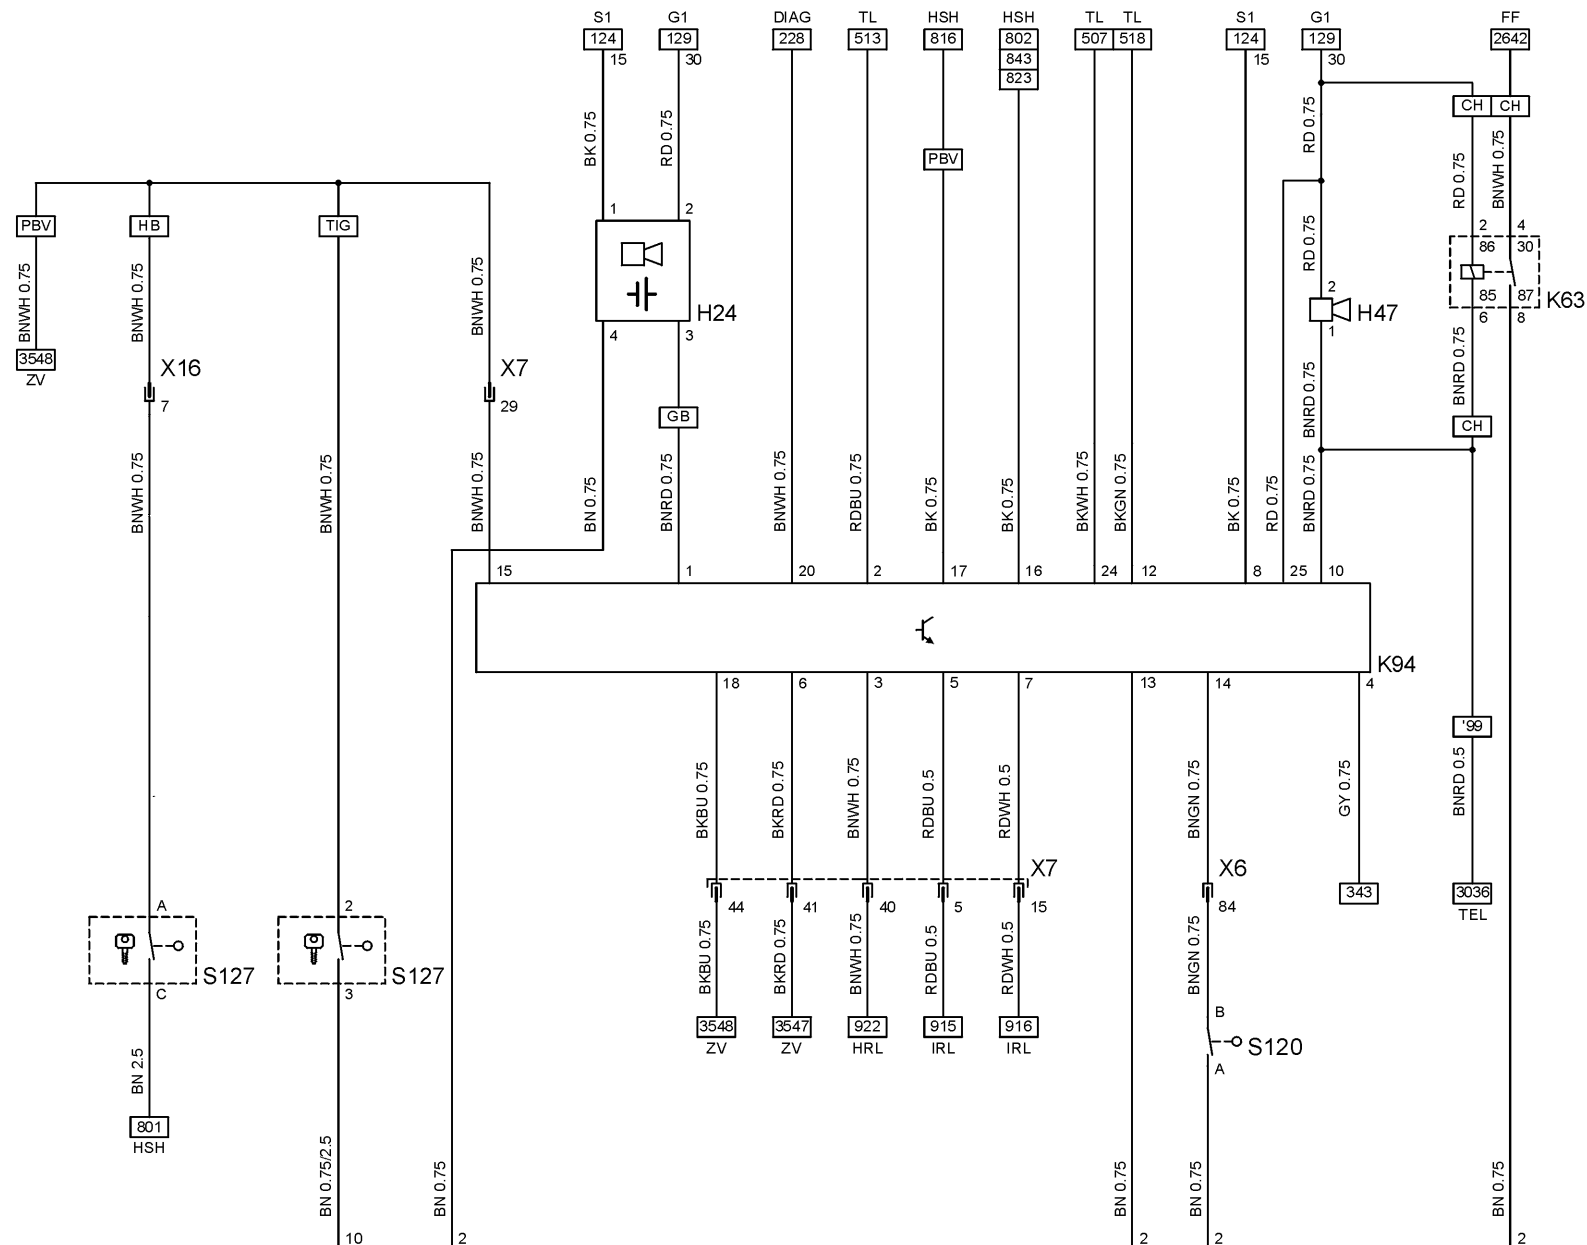 S1 G1 DIAG TL HSH HSH TL TL S1 G1 FF
124 129 228 513 816 802 507 518 124 129 2642
15 30 843 15 30
823
CH CH
BK 0.75 RD 0.75 RD 0.75
PBV
RD 0.75 BNWH 0.75
PBV HB TIG
1 2 2 4
86 30
BNWH 0.75 BNWH 0.75 BNWH 0.75 RD 0.75
2 85 87
H24 H47 K63
4 3 1 6 8
3548 X16 X7
ZV
7 29
BNRD 0.75 BNRD 0.75
GB CH
BNWH 0.75 BNWH 0.75 BNWH 0.75 BN 0.75 BNRD 0.75 BNWH 0.75 RDBU 0.75 BK 0.75 BK 0.75 BKWH 0.75 BKGN 0.75 BK 0.75 RD 0.75 BNRD 0.75
15 1 20 2 17 16 24 12 8 25 10
K94
18 6 3 5 7 13 14 4
'99
BKBU 0.75 BKRD 0.75 BNWH 0.75 RDBU 0.5 RDWH 0.5 BNGN 0.75 GY 0.75 BNRD 0.5
X7 X6
343 3036
A 2 44 41 40 5 15 84 TEL
BKBU 0.75 BKRD 0.75 BNWH 0.75 RDBU 0.5 RDWH 0.5 BNGN 0.75
S127 S127
C 3
B
3548 3547 922 915 916
ZV ZV HRL IRL IRL S120
A
BN 2.5
801
HSH
BN 0.75/2.5 BN 0.75 BN 0.75 BN 0.75 BN 0.75
10 2 2 2 2